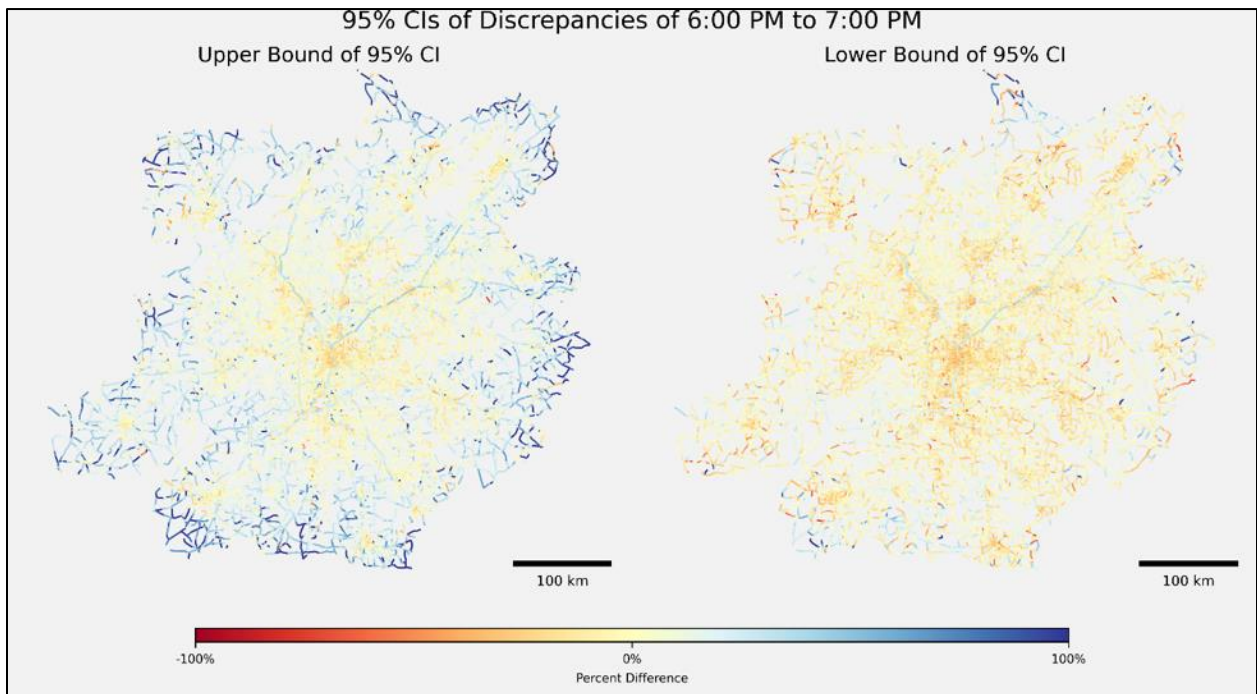 95% CIs of Discrepancies of 6:00 PM to 7:00 PM
Upper Bound of 95% CI
Lower Bound of 95% CI
100 km
100 km
-100%
0%
100%
Percent Difference